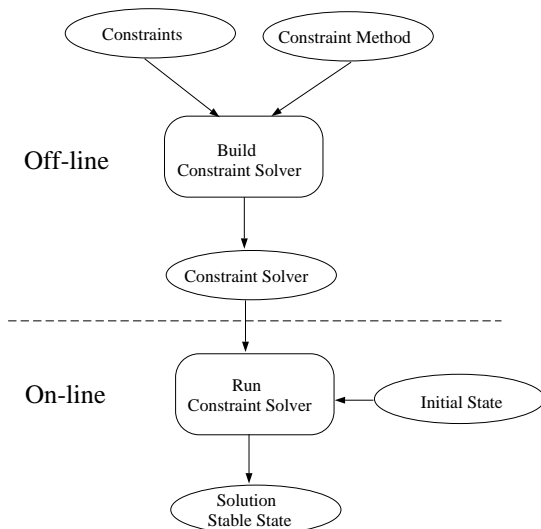 Constraints
Constraint Method
Off-line
Build
Constraint Solver
Constraint Solver
On-line
Run
Constraint Solver
Initial State
Solution
Stable State